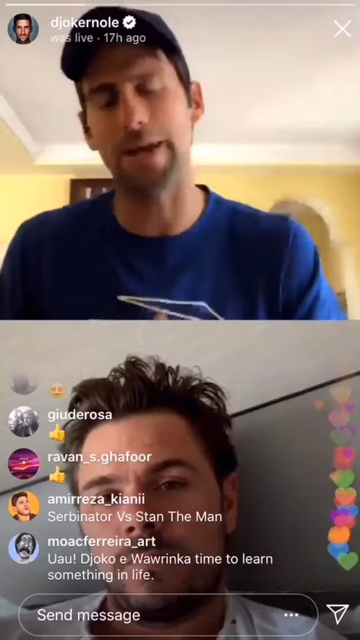 djokernole
was live · 17h ago
giuderosa
ravan_s.ghafoor
amirreza_kianii
Serbinator Vs Stan The Man
moacferreira_art
Uau! Djoko e Wawrinka time to learn
something in life.
Send message